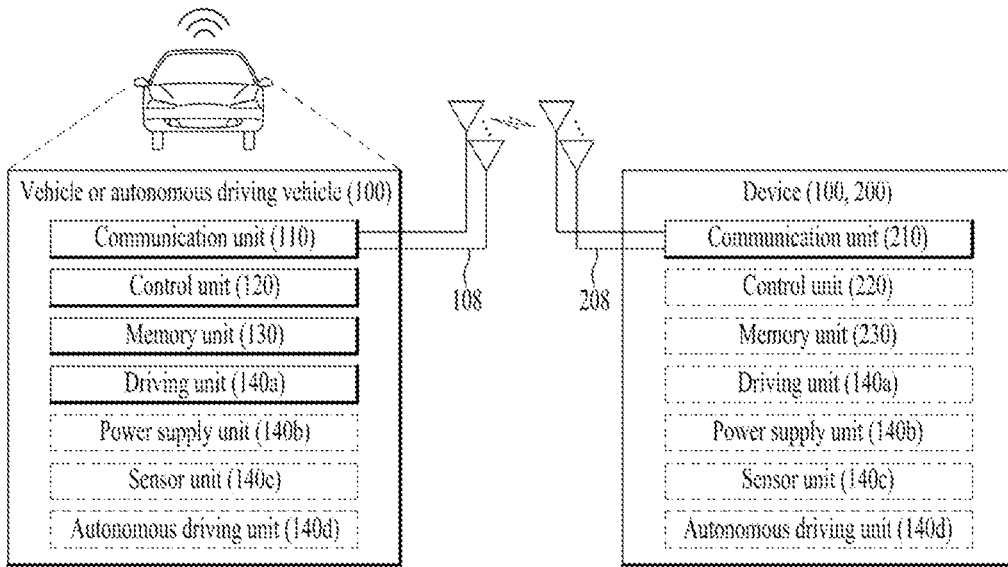 Vehicle or autonomous driving vehicle (100)
Communication unit (110)
Control unit (120)
Memory unit (130)
Driving unit (140a)
Power supply unit (140b)
Sensor unit (140c)
Autonomous driving unit (140d)
108
208
Device (100, 200)
Communication unit (210)
Control unit (220)
Memory unit (230)
Driving unit (140a)
Power supply unit (140b)
Sensor unit (140c)
Autonomous driving unit (140d)